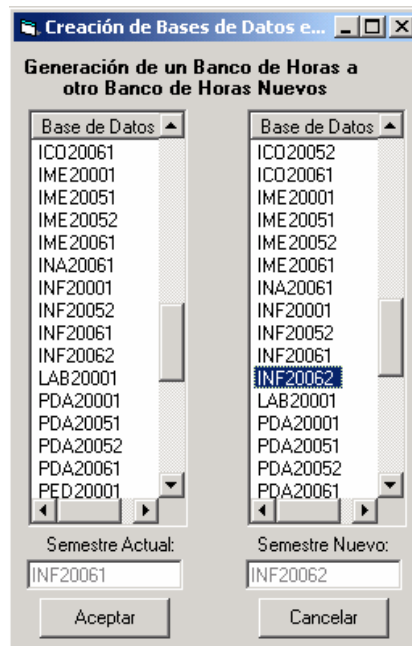 Creación de Bases de Datos e...
Generación de un Banco de Horas a
otro Banco de Horas Nuevos
Base de Datos
ICO20061
IME20001
IME20051
IME20052
IME20061
INA20061
INF20001
INF20052
INF20061
INF20062
LAB20001
PDA20001
PDA20051
PDA20052
PDA20061
PED20001
Semestre Actual:
INF20061
Aceptar
Base de Datos
ICO20052
ICO20061
IME20001
IME20051
IME20052
IME20061
INA20061
INF20001
INF20052
INF20061
INF20062
LAB20001
PDA20001
PDA20051
PDA20052
PDA20061
Semestre Nuevo:
INF20062
Cancelar